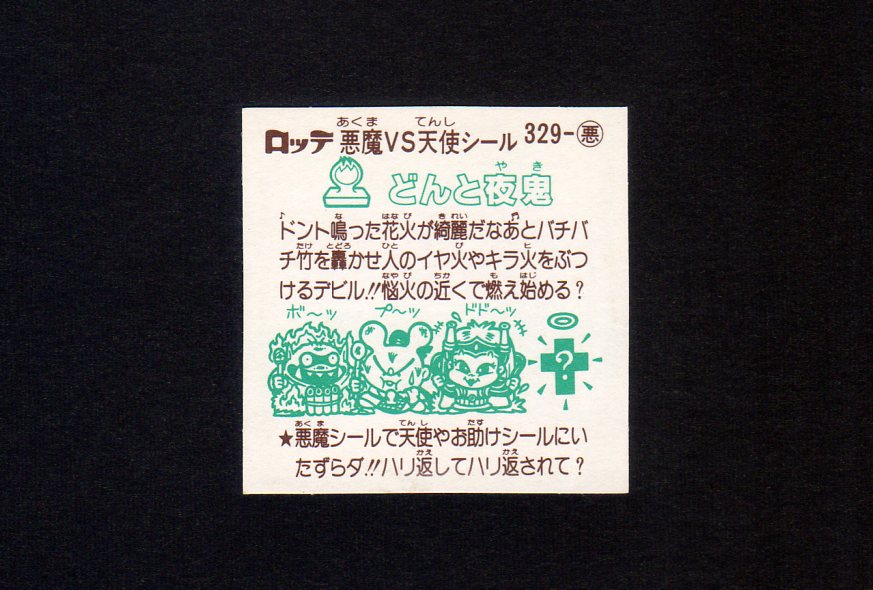 ロッテ 悪魔VS天使シール 329-悪
あくま てんし
どんと夜鬼
や き
♪ドント鳴った花火が綺麗だなあ♬とバチバ
な はなび きれい
チ竹を轟かせ人のイヤ火やキラ火をぶつ
たけ とどろ ひと び ヒ
けるデビル!!悩火の近くで燃え始める?
なやび ちか も はじ
ボ〜ッ プ〜ッ ドド〜ッ
?
★悪魔シールで天使やお助けシールにい
あくま てんし たす
たずらダ!!ハリ返してハリ返されて?
かえ かえ